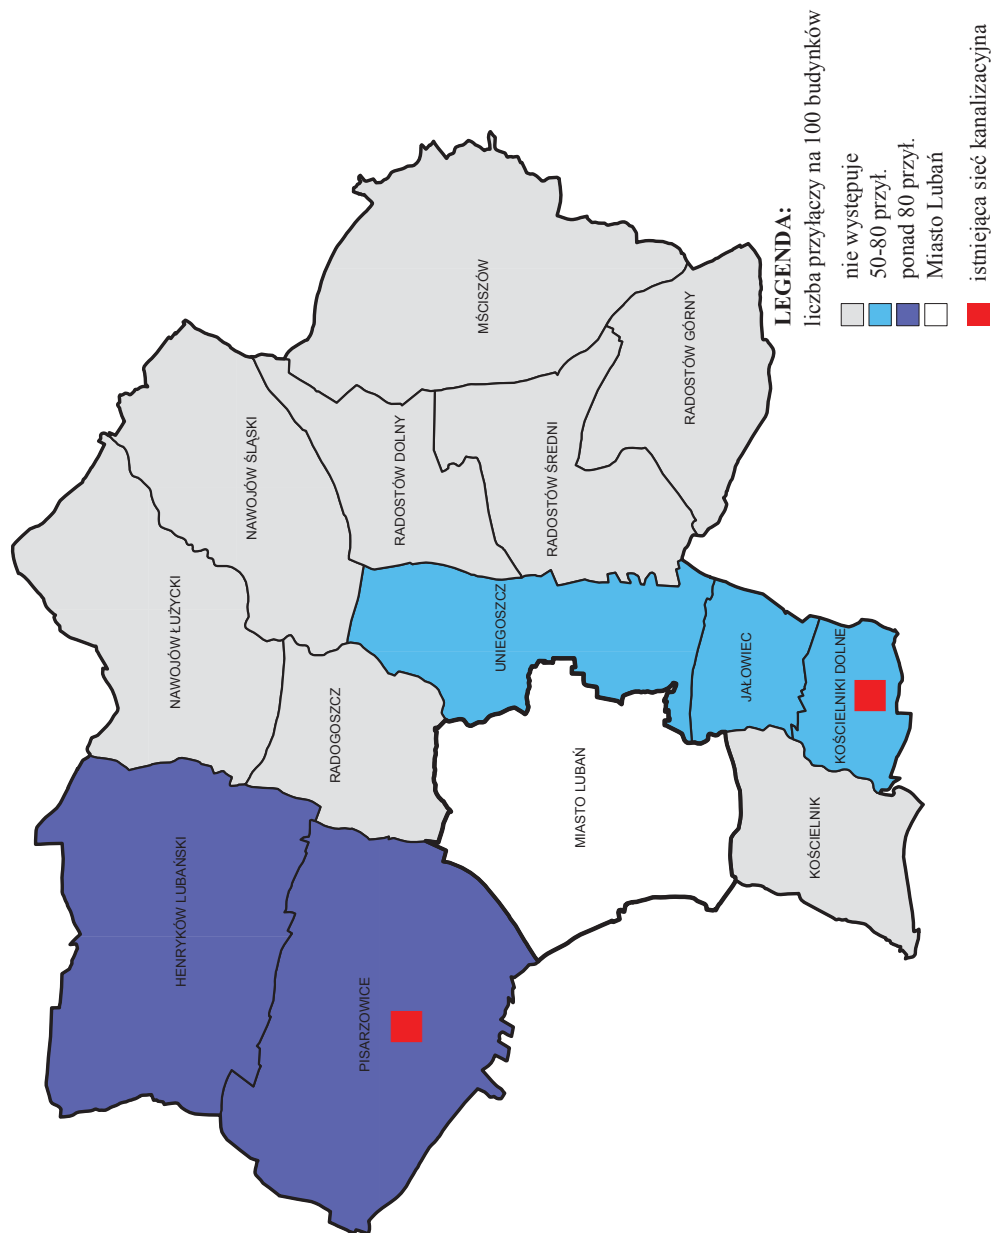 HENRYKÓW LUBAŃSKI
PISARZOWICE
NAWOJÓW ŁUŻYCKI
RADOGOSZCZ
NAWOJÓW ŚLĄSKI
RADOSTÓW DOLNY
MŚCISZÓW
UNIEGOSZCZ
RADOSTÓW ŚREDNI
RADOSTÓW GÓRNY
MIASTO LUBAŃ
JAŁOWIEC
KOŚCIELNIKI DOLNE
KOŚCIELNIK
LEGENDA:
liczba przyłączy na 100 budynków
nie występuje
50-80 przył.
ponad 80 przył.
Miasto Lubań
istniejąca sieć kanalizacyjna